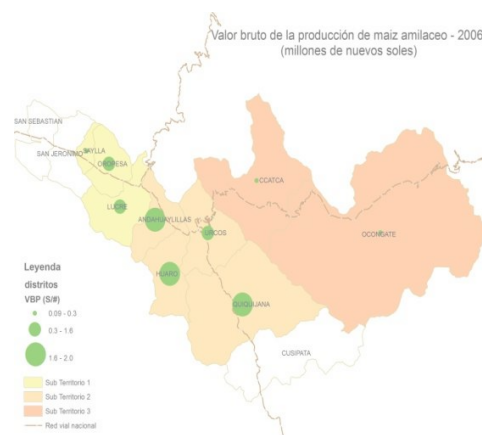 Valor bruto de la producción de maiz amilaceo - 2006
(millones de nuevos soles)
SAN SEBASTIAN
SAN JERONIMO
SAYLLA
OROPESA
CCATCA
LUCRE
ANDAHUAYLILLAS
URCOS
OCONGATE
HUARO
QUIQUIJANA
CUSIPATA
Leyenda
distritos
VBP (S/#)
0.09 - 0.3
0.3 - 1.6
1.6 - 2.0
Sub Territorio 1
Sub Territorio 2
Sub Territorio 3
Red vial nacional